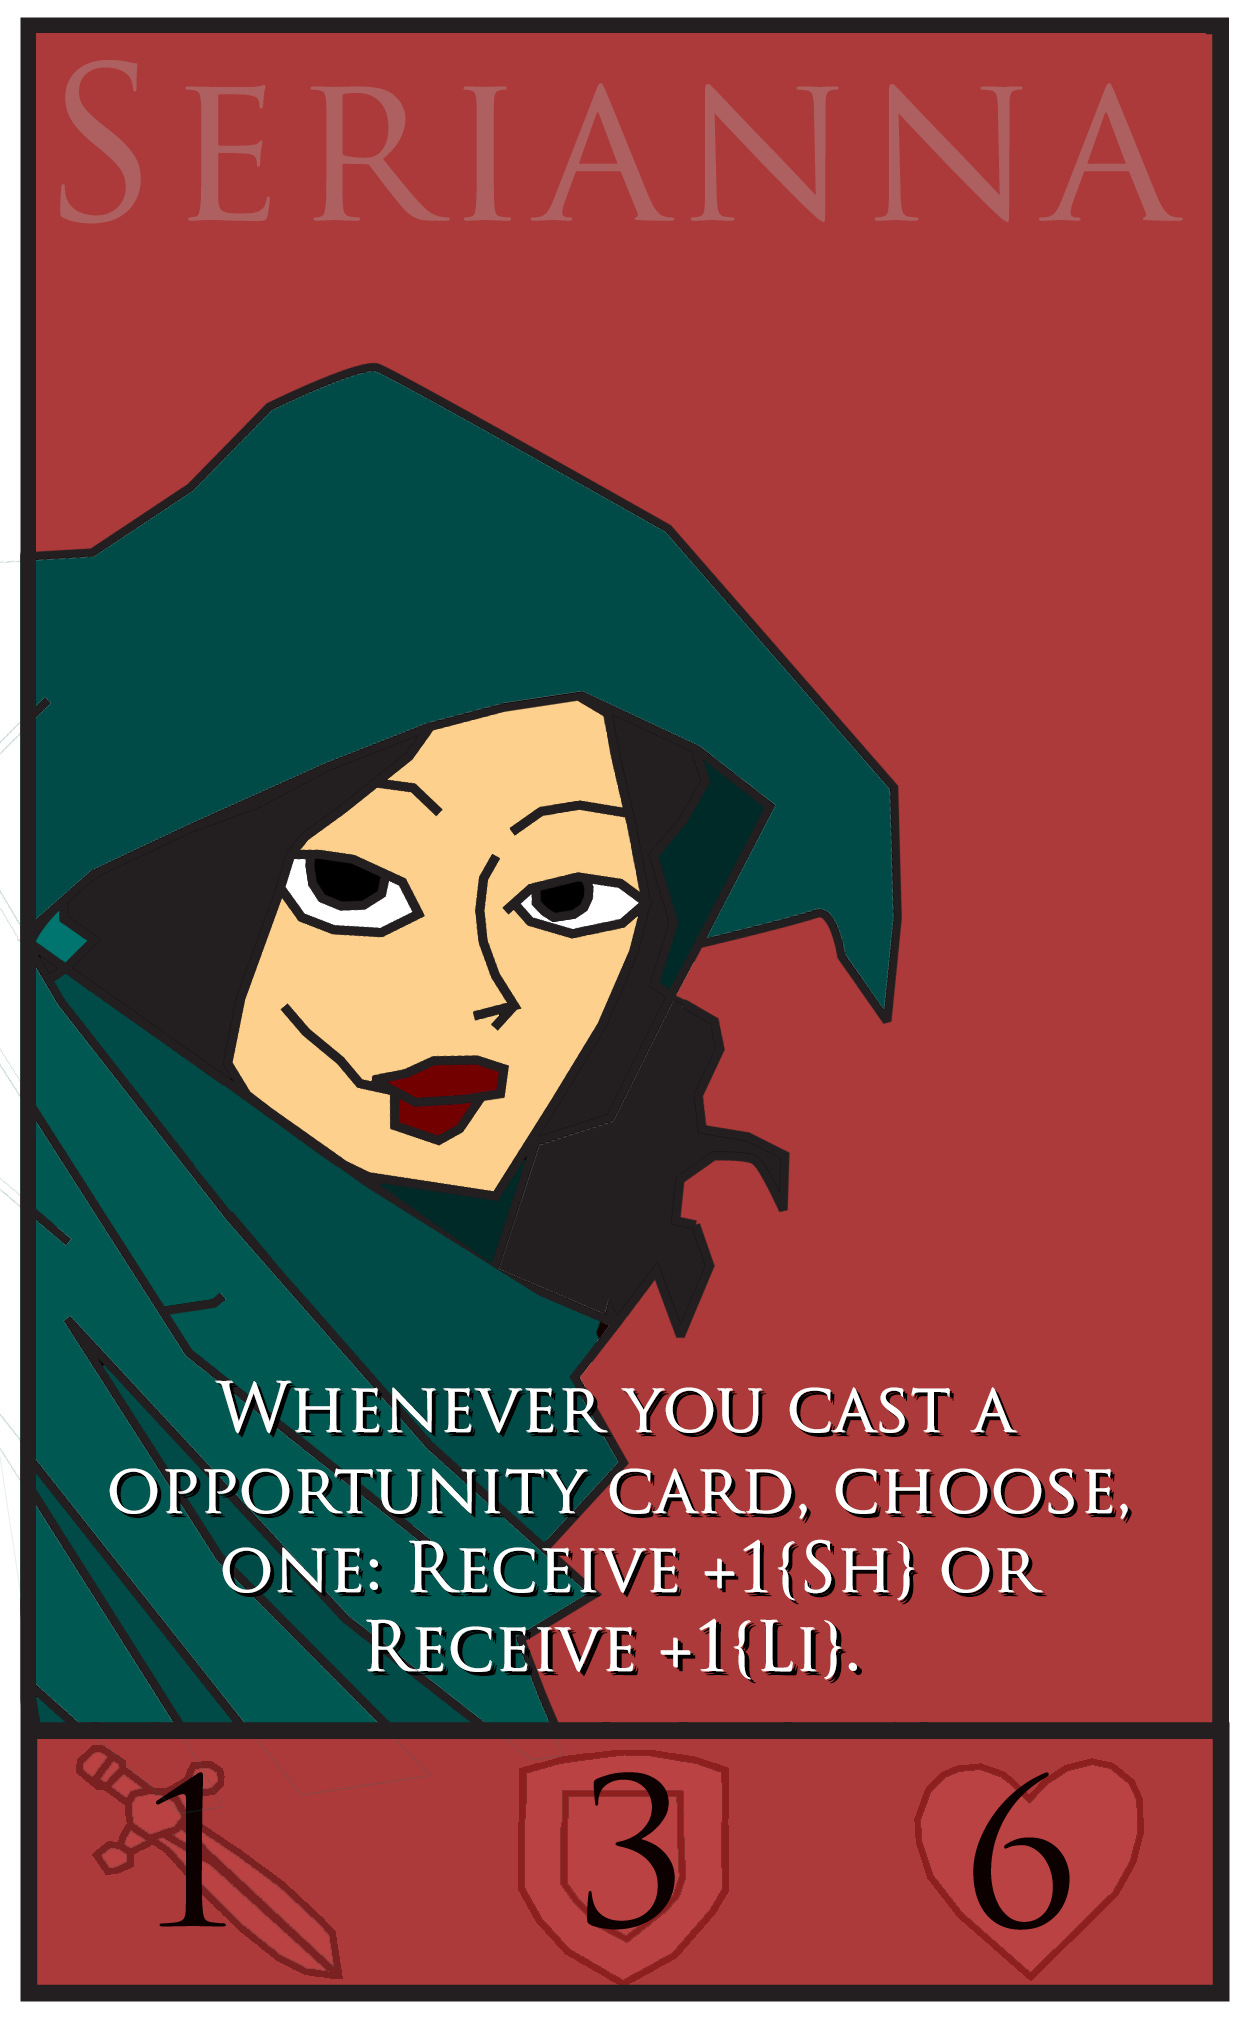 Serianna
Whenever you cast a
opportunity card, choose,
one: Receive +1{Sh} or
Receive +1{Li}.
1 3 6